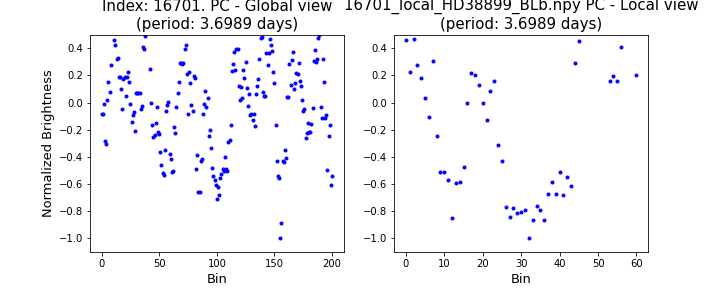 Index: 16701. PC - Global view
(period: 3.6989 days)
16701_local_HD38899_BLb.npy PC - Local view
(period: 3.6989 days)
Normalized Brightness
0.4
0.2
0.0
−0.2
−0.4
−0.6
−0.8
−1.0
0 50 100 150 200
Bin
0.4
0.2
0.0
−0.2
−0.4
−0.6
−0.8
−1.0
0 10 20 30 40 50 60
Bin